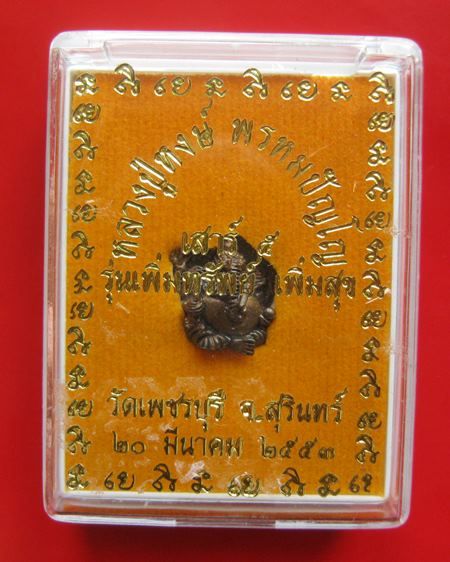 หลวงปู่หงษ์ พรหมปัญโญ
เสาร์ ๕
รุ่นเพิ่มทรัพย์ เพิ่มสุข
วัดเพชรบุรี จ.สุรินทร์
๒๐ มีนาคม ๒๕๕๓